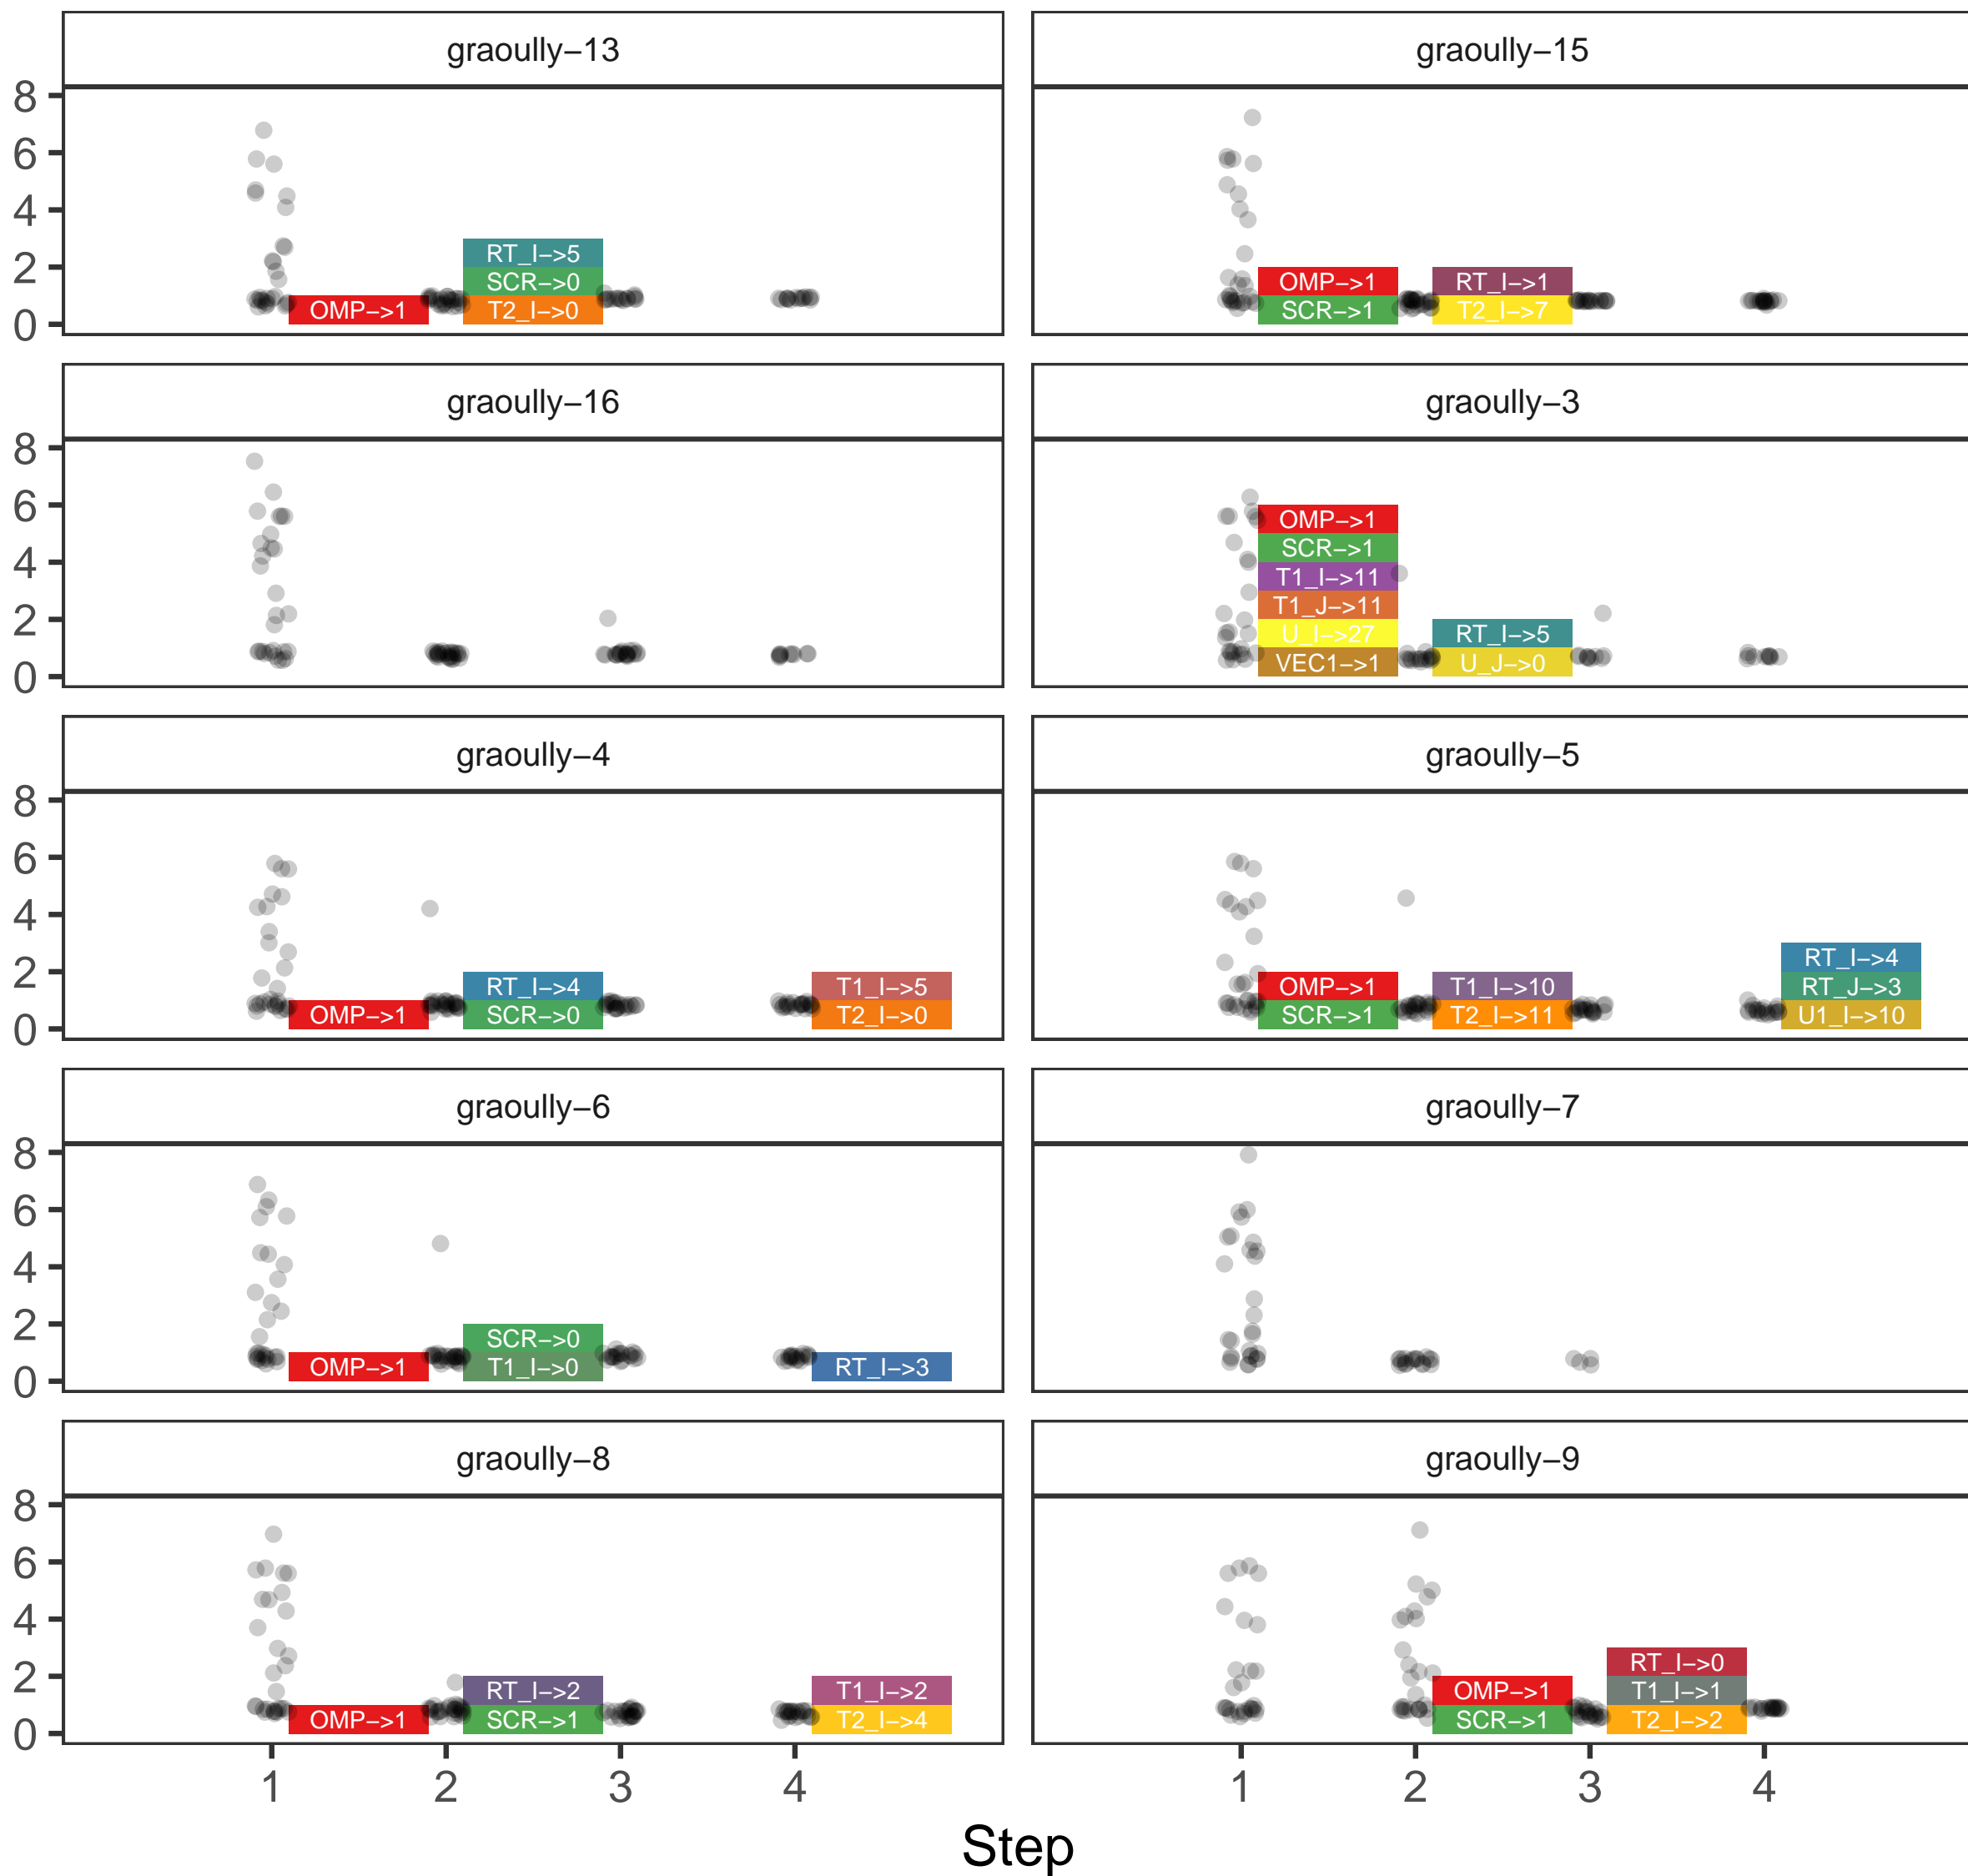 graoully−13
graoully−15
8
6
4
2
0
RT_I−>5
SCR−>0
OMP−>1
T2_I−>0
OMP−>1
RT_I−>1
SCR−>1
T2_I−>7
graoully−16
graoully−3
8
6
4
2
0
OMP−>1
SCR−>1
T1_I−>11
T1_J−>11
U_I−>27
RT_I−>5
VEC1−>1
U_J−>0
graoully−4
graoully−5
8
6
4
2
0
RT_I−>4
T1_I−>5
OMP−>1
SCR−>0
T2_I−>0
RT_I−>4
OMP−>1
T1_I−>10
RT_J−>3
SCR−>1
T2_I−>11
U1_I−>10
graoully−6
graoully−7
8
6
4
2
0
SCR−>0
OMP−>1
T1_I−>0
RT_I−>3
graoully−8
graoully−9
8
6
4
2
0
RT_I−>2
T1_I−>2
OMP−>1
SCR−>1
T2_I−>4
RT_I−>0
OMP−>1
T1_I−>1
SCR−>1
T2_I−>2
1 2 3 4
1 2 3 4
Step